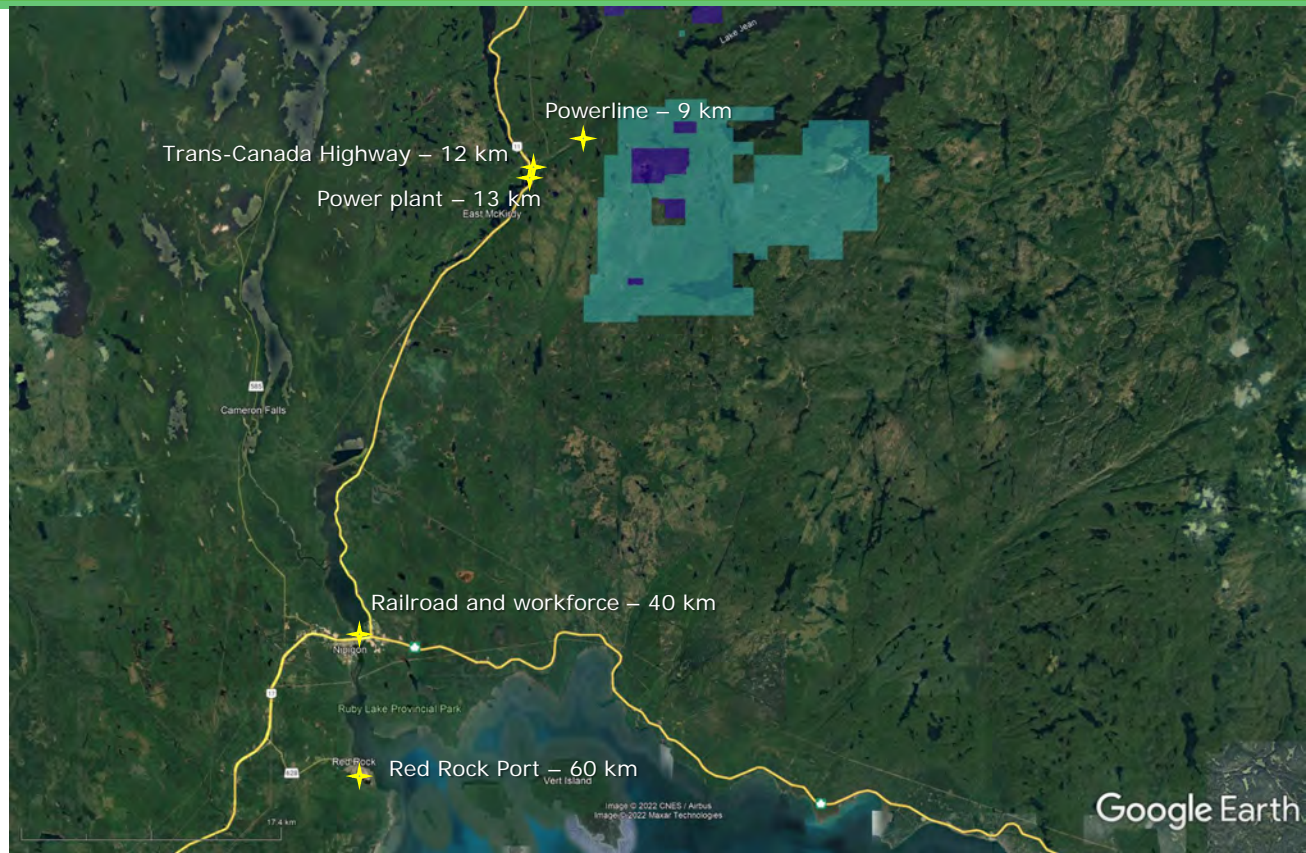 Lake Jean
Powerline – 9 km
11
Trans-Canada Highway – 12 km
Power plant – 13 km
East McKirdy
585
Cameron Falls
Railroad and workforce – 40 km
Nipigon
17
Ruby Lake Provincial Park
Red Rock
628
Red Rock Port – 60 km
Vert Island
Image © 2022 CNES / Airbus
Image © 2022 Maxar Technologies
Google Earth
17.4 km